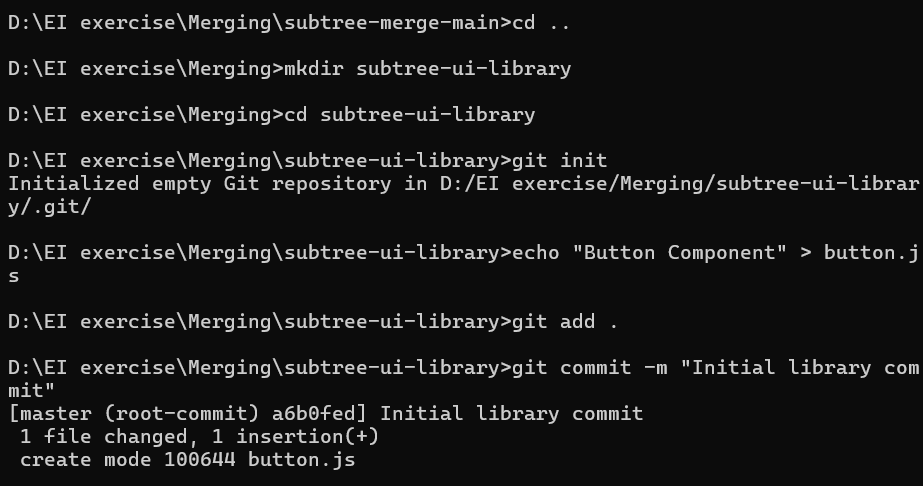 D:\EI exercise\Merging\subtree-merge-main>cd ..
D:\EI exercise\Merging>mkdir subtree-ui-library
D:\EI exercise\Merging>cd subtree-ui-library
D:\EI exercise\Merging\subtree-ui-library>git init
Initialized empty Git repository in D:/EI exercise/Merging/subtree-ui-librar
y/.git/
D:\EI exercise\Merging\subtree-ui-library>echo "Button Component" > button.j
s
D:\EI exercise\Merging\subtree-ui-library>git add .
D:\EI exercise\Merging\subtree-ui-library>git commit -m "Initial library com
mit"
[master (root-commit) a6b0fed] Initial library commit
 1 file changed, 1 insertion(+)
 create mode 100644 button.js